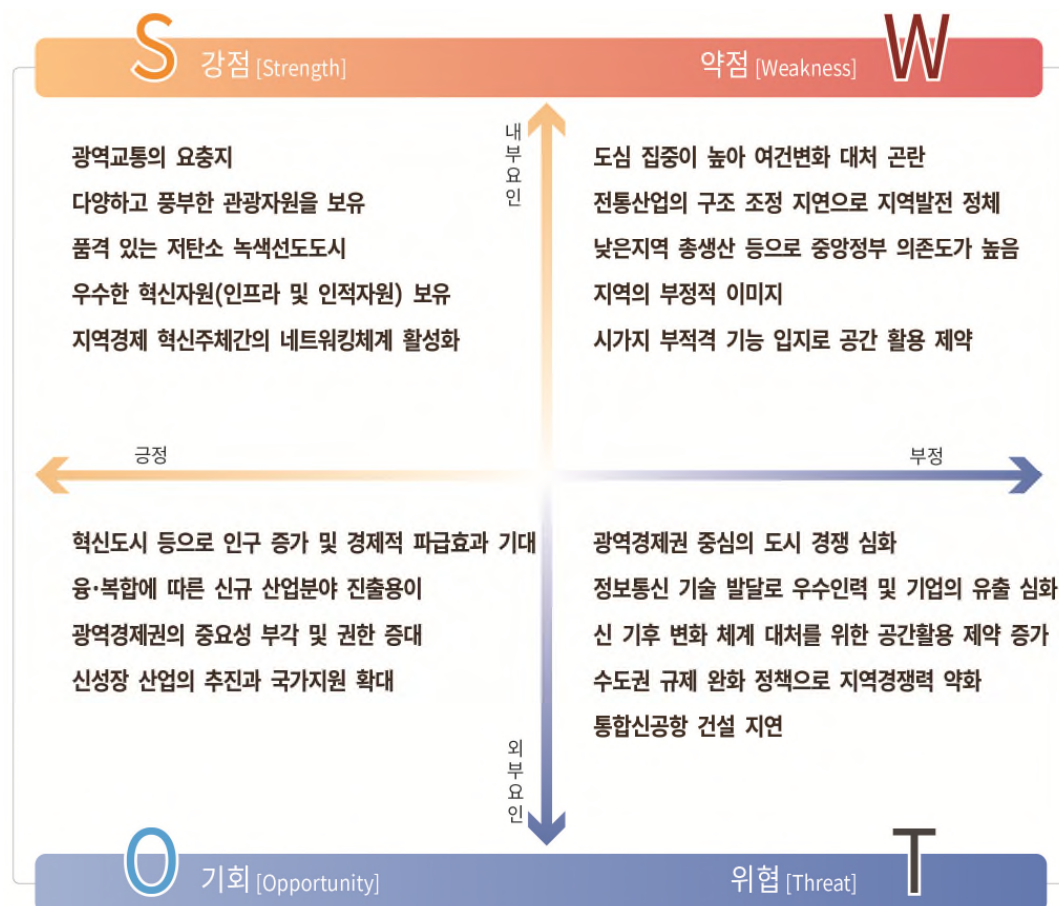 S 강점 [Strength]
약점 [Weakness] W
내부요인
광역교통의 요충지
다양하고 풍부한 관광자원을 보유
품격 있는 저탄소 녹색선도도시
우수한 혁신자원(인프라 및 인적자원) 보유
지역경제 혁신주체간의 네트워킹체계 활성화
도심 집중이 높아 여건변화 대처 곤란
전통산업의 구조 조정 지연으로 지역발전 정체
낮은지역 총생산 등으로 중앙정부 의존도가 높음
지역의 부정적 이미지
시가지 부적격 기능 입지로 공간 활용 제약
긍정
부정
혁신도시 등으로 인구 증가 및 경제적 파급효과 기대
융·복합에 따른 신규 산업분야 진출용이
광역경제권의 중요성 부각 및 권한 증대
신성장 산업의 추진과 국가지원 확대
광역경제권 중심의 도시 경쟁 심화
정보통신 기술 발달로 우수인력 및 기업의 유출 심화
신 기후 변화 체계 대처를 위한 공간활용 제약 증가
수도권 규제 완화 정책으로 지역경쟁력 약화
통합신공항 건설 지연
외부요인
O 기회 [Opportunity]
위협 [Threat] T